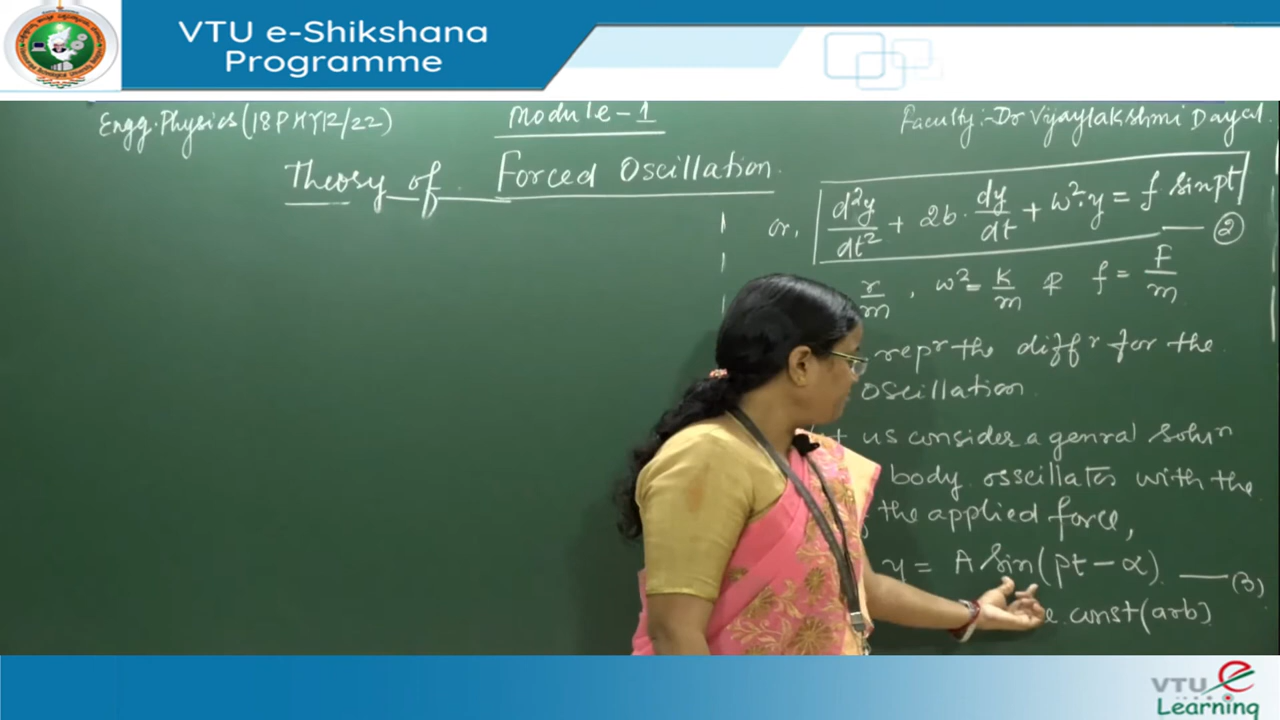 VTU e-Shikshana
Programme
Engg. Physics (18PHY12/22)
Module-1
Faculty:-Dr Vijaylakshmi Dayal.
Theory of Forced Oscillation
or, d²y/dt² + 2b·dy/dt + ω²·y = f sinpt — ②
r/m, ω² = K/m & f = F/m
repr the diffr for the
oscillation
us consider a genral solur
body osscillates with the
the applied force,
y = A sin(pt - α). — (3)
const (arb)
VTU e
Learning